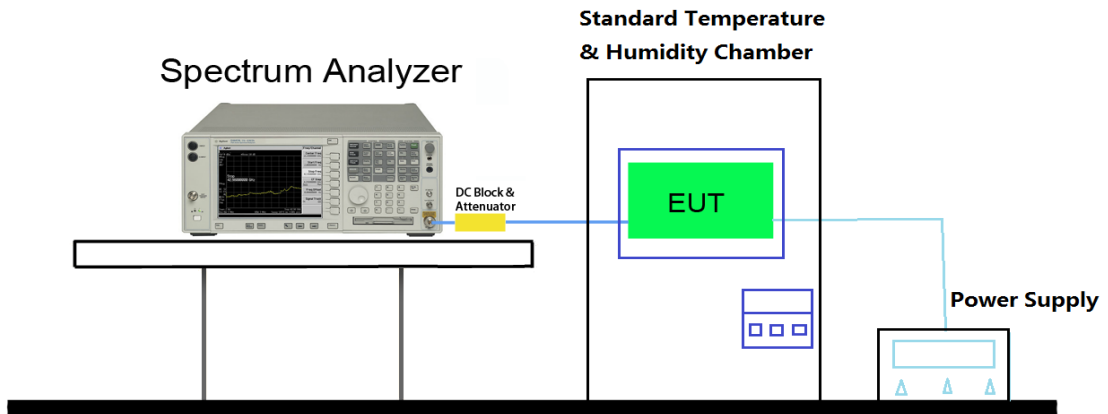 Standard Temperature
& Humidity Chamber
Spectrum Analyzer
DC Block &
Attenuator
EUT
Power Supply